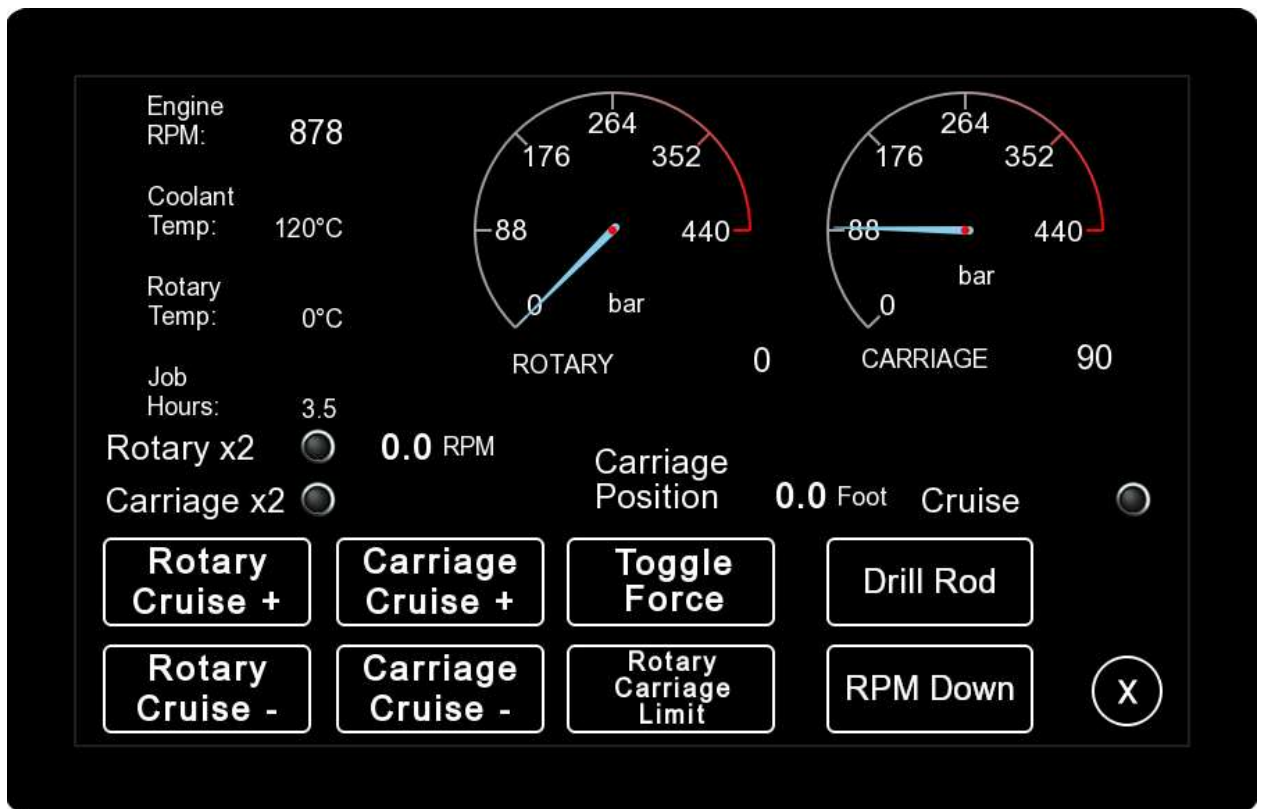 Engine
RPM: 878
Coolant
Temp: 120°C
Rotary
Temp: 0°C
Job
Hours: 3.5
264
176 352
88 440
0 bar
ROTARY 0
264
176 352
88 440
bar
0
CARRIAGE 90
Rotary x2 0.0 RPM
Carriage x2
Carriage
Position 0.0 Foot
Cruise
Rotary
Cruise +
Carriage
Cruise +
Toggle
Force
Drill Rod
Rotary
Cruise -
Carriage
Cruise -
Rotary
Carriage
Limit
RPM Down
X